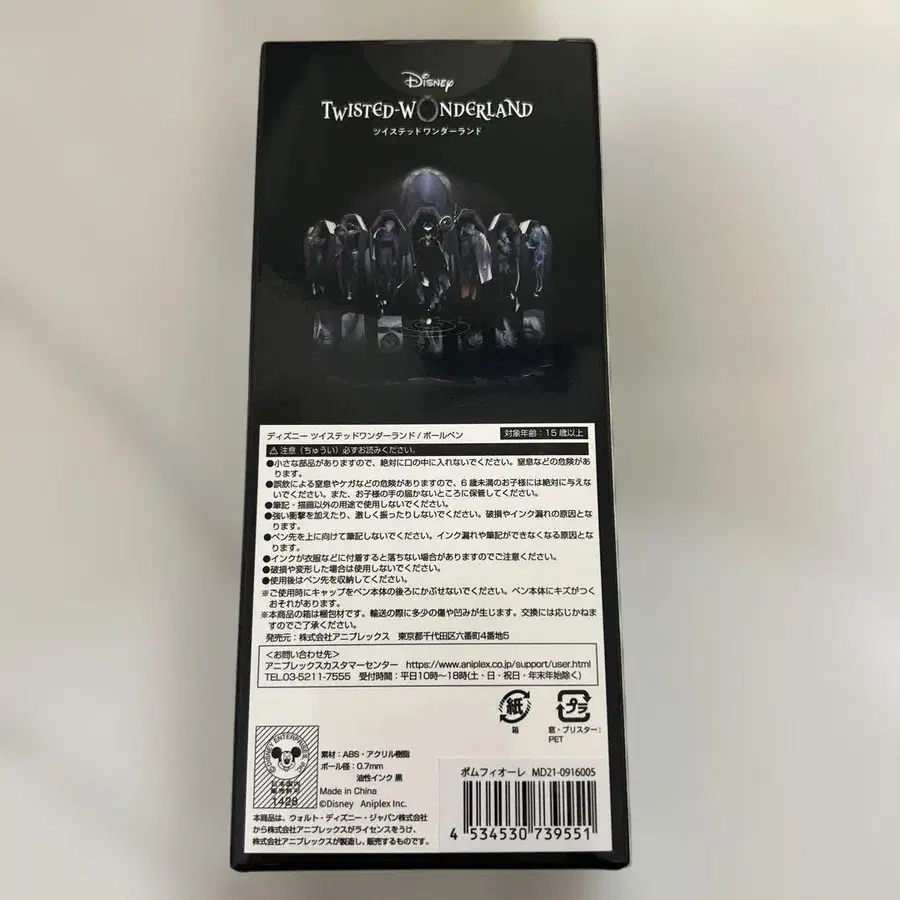 Disney
TWISTED-WONDERLAND
ツイステッドワンダーランド
ディズニー ツイステッドワンダーランド / ボールペン
対象年齢：15歳以上
⚠注意（ちゅうい）必ずお読みください。
●小さな部品がありますので、絶対に口の中に入れないでください。窒息などの危険があ
ります。
●誤飲による窒息やケガなどの危険がありますので、6歳未満のお子様には絶対に与えな
いでください。また、お子様の手の届かないところに保管してください。
●筆記・描画以外の用途で使用しないでください。
●強い衝撃を加えたり、激しく振ったりしないでください。破損やインク漏れの原因とな
ります。
●ペン先を上に向けて筆記しないでください。インク漏れや筆記ができなくなる原因とな
ります。
●インクが衣服などに付着すると落ちない場合がありますのでご注意ください。
●破損や変形した場合は使用しないでください。
●使用後はペン先を収納してください。
※ご使用時にキャップをペン本体の後ろにかぶせないでください。ペン本体にキズがつく
おそれがあります。
※本商品の箱は梱包材です。輸送の際に多少の傷や凹みが生じます。交換には応じかねま
すのでご了承ください。
発売元：株式会社アニプレックス 東京都千代田区六番町4番地5
＜お問い合わせ先＞
アニプレックスカスタマーセンター https://www.aniplex.co.jp/support/user.html
TEL.03-5211-7555 受付時間：平日10時～18時(土・日・祝日・年末年始除く)
紙
箱
プラ
窓・ブリスター：
PET
©DISNEY ENTERPRISES, INC.
日本国内
販売許可
1428
素材：ABS・アクリル樹脂
ボール径：0.7mm
油性インク 黒
Made in China
©Disney Aniplex Inc.
本商品は、ウォルト・ディズニー・ジャパン株式会社
から株式会社アニプレックスがライセンスをうけ、
株式会社アニプレックスが製造し、販売するものです。
ポムフィオーレ MD21-0916005
4 534530 739551